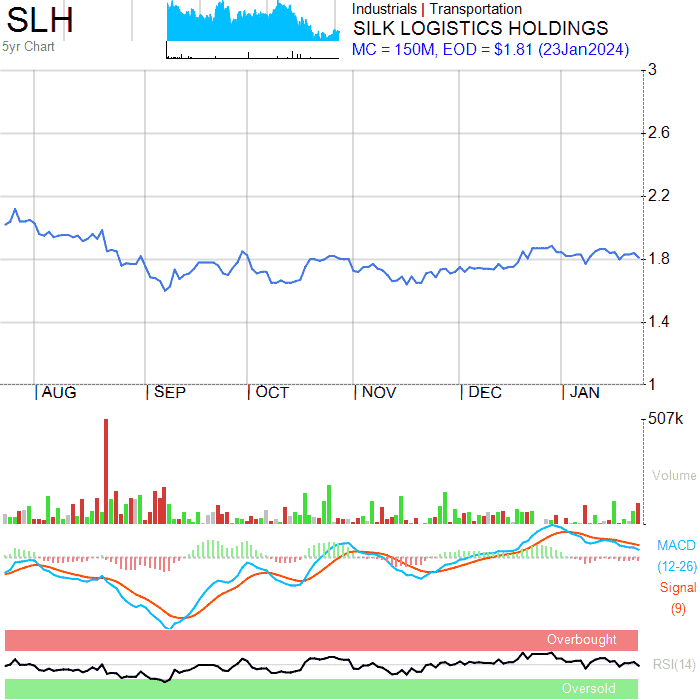 SLH
5yr Chart
Industrials | Transportation
SILK LOGISTICS HOLDINGS
MC = 150M, EOD = $1.81 (23Jan2024)
3
2.6
2.2
1.8
1.4
1
AUG SEP OCT NOV DEC JAN
507k
Volume
MACD
(12-26)
Signal
(9)
Overbought
RSI(14)
Oversold